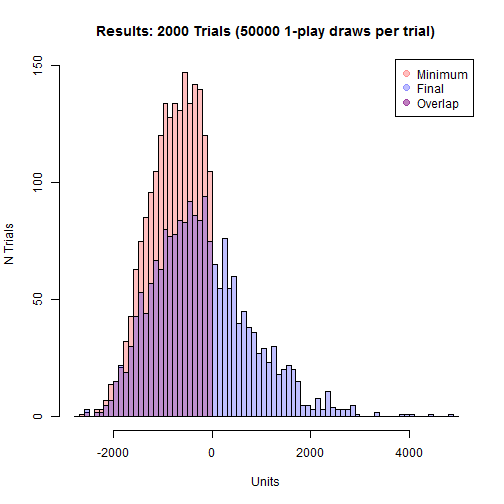 Results: 2000 Trials (50000 1-play draws per trial)
Minimum
Final
Overlap
150
100
50
0
N Trials
-2000 0 2000 4000
Units